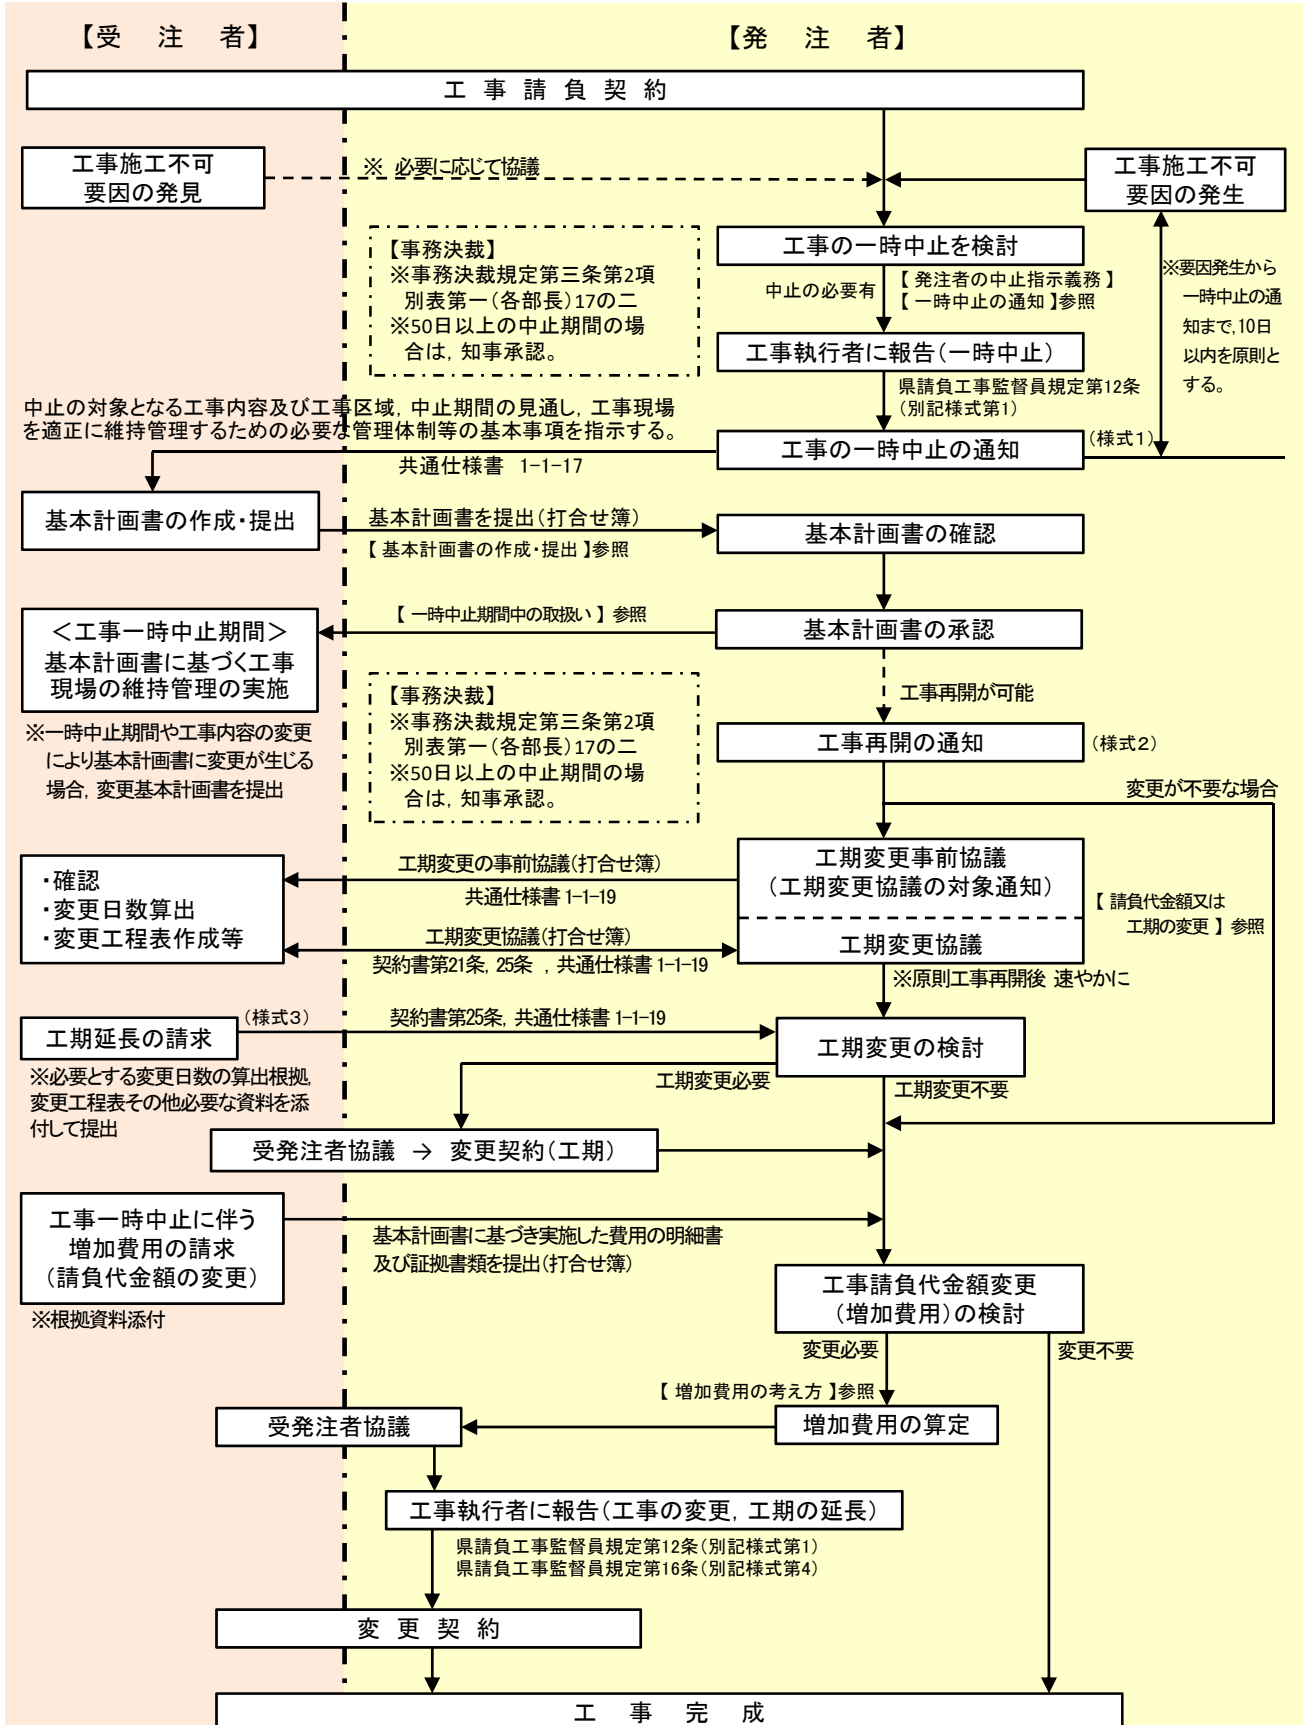 【受　注　者】
【発　注　者】
工 事 請 負 契 約
工事施工不可
要因の発見
※ 必要に応じて協議
工事施工不可
要因の発生
【事務決裁】
※事務決裁規定第三条第2項
別表第一（各部長）17の二
※50日以上の中止期間の場
合は，知事承認。
工事の一時中止を検討
中止の必要有
【 発注者の中止指示義務 】
【 一時中止の通知 】参照
※要因発生から
一時中止の通
知まで，10日
以内を原則と
する。
工事執行者に報告（一時中止）
県請負工事監督員規定第12条
（別記様式第1）
中止の対象となる工事内容及び工事区域，中止期間の見通し，工事現場
を適正に維持管理するための必要な管理体制等の基本事項を指示する。
工事の一時中止の通知
（様式1）
共通仕様書 1-1-17
基本計画書の作成・提出
基本計画書を提出（打合せ簿）
【 基本計画書の作成・提出 】参照
基本計画書の確認
＜工事一時中止期間＞
基本計画書に基づく工事
現場の維持管理の実施
【 一時中止期間中の取扱い 】 参照
基本計画書の承認
工事再開が可能
※一時中止期間や工事内容の変更
により基本計画書に変更が生じる
場合，変更基本計画書を提出
【事務決裁】
※事務決裁規定第三条第2項
別表第一（各部長）17の二
※50日以上の中止期間の場
合は，知事承認。
工事再開の通知
（様式２）
変更が不要な場合
・確認
・変更日数算出
・変更工程表作成等
工期変更の事前協議（打合せ簿）
共通仕様書 1-1-19
工期変更事前協議
（工期変更協議の対象通知）
工期変更協議（打合せ簿）
契約書第21条，25条 ，共通仕様書 1-1-19
工期変更協議
【 請負代金額又は
工期の変更 】 参照
※原則工事再開後 速やかに
工期延長の請求
（様式３）
契約書第25条，共通仕様書 1-1-19
工期変更の検討
※必要とする変更日数の算出根拠，
変更工程表その他必要な資料を添
付して提出
工期変更必要
工期変更不要
受発注者協議 → 変更契約（工期）
工事一時中止に伴う
増加費用の請求
（請負代金額の変更）
※根拠資料添付
基本計画書に基づき実施した費用の明細書
及び証拠書類を提出（打合せ簿）
工事請負代金額変更
（増加費用）の検討
変更必要
変更不要
【 増加費用の考え方 】参照
受発注者協議
増加費用の算定
工事執行者に報告（工事の変更，工期の延長）
県請負工事監督員規定第12条（別記様式第1）
県請負工事監督員規定第16条（別記様式第4）
変 更 契 約
工 事 完 成